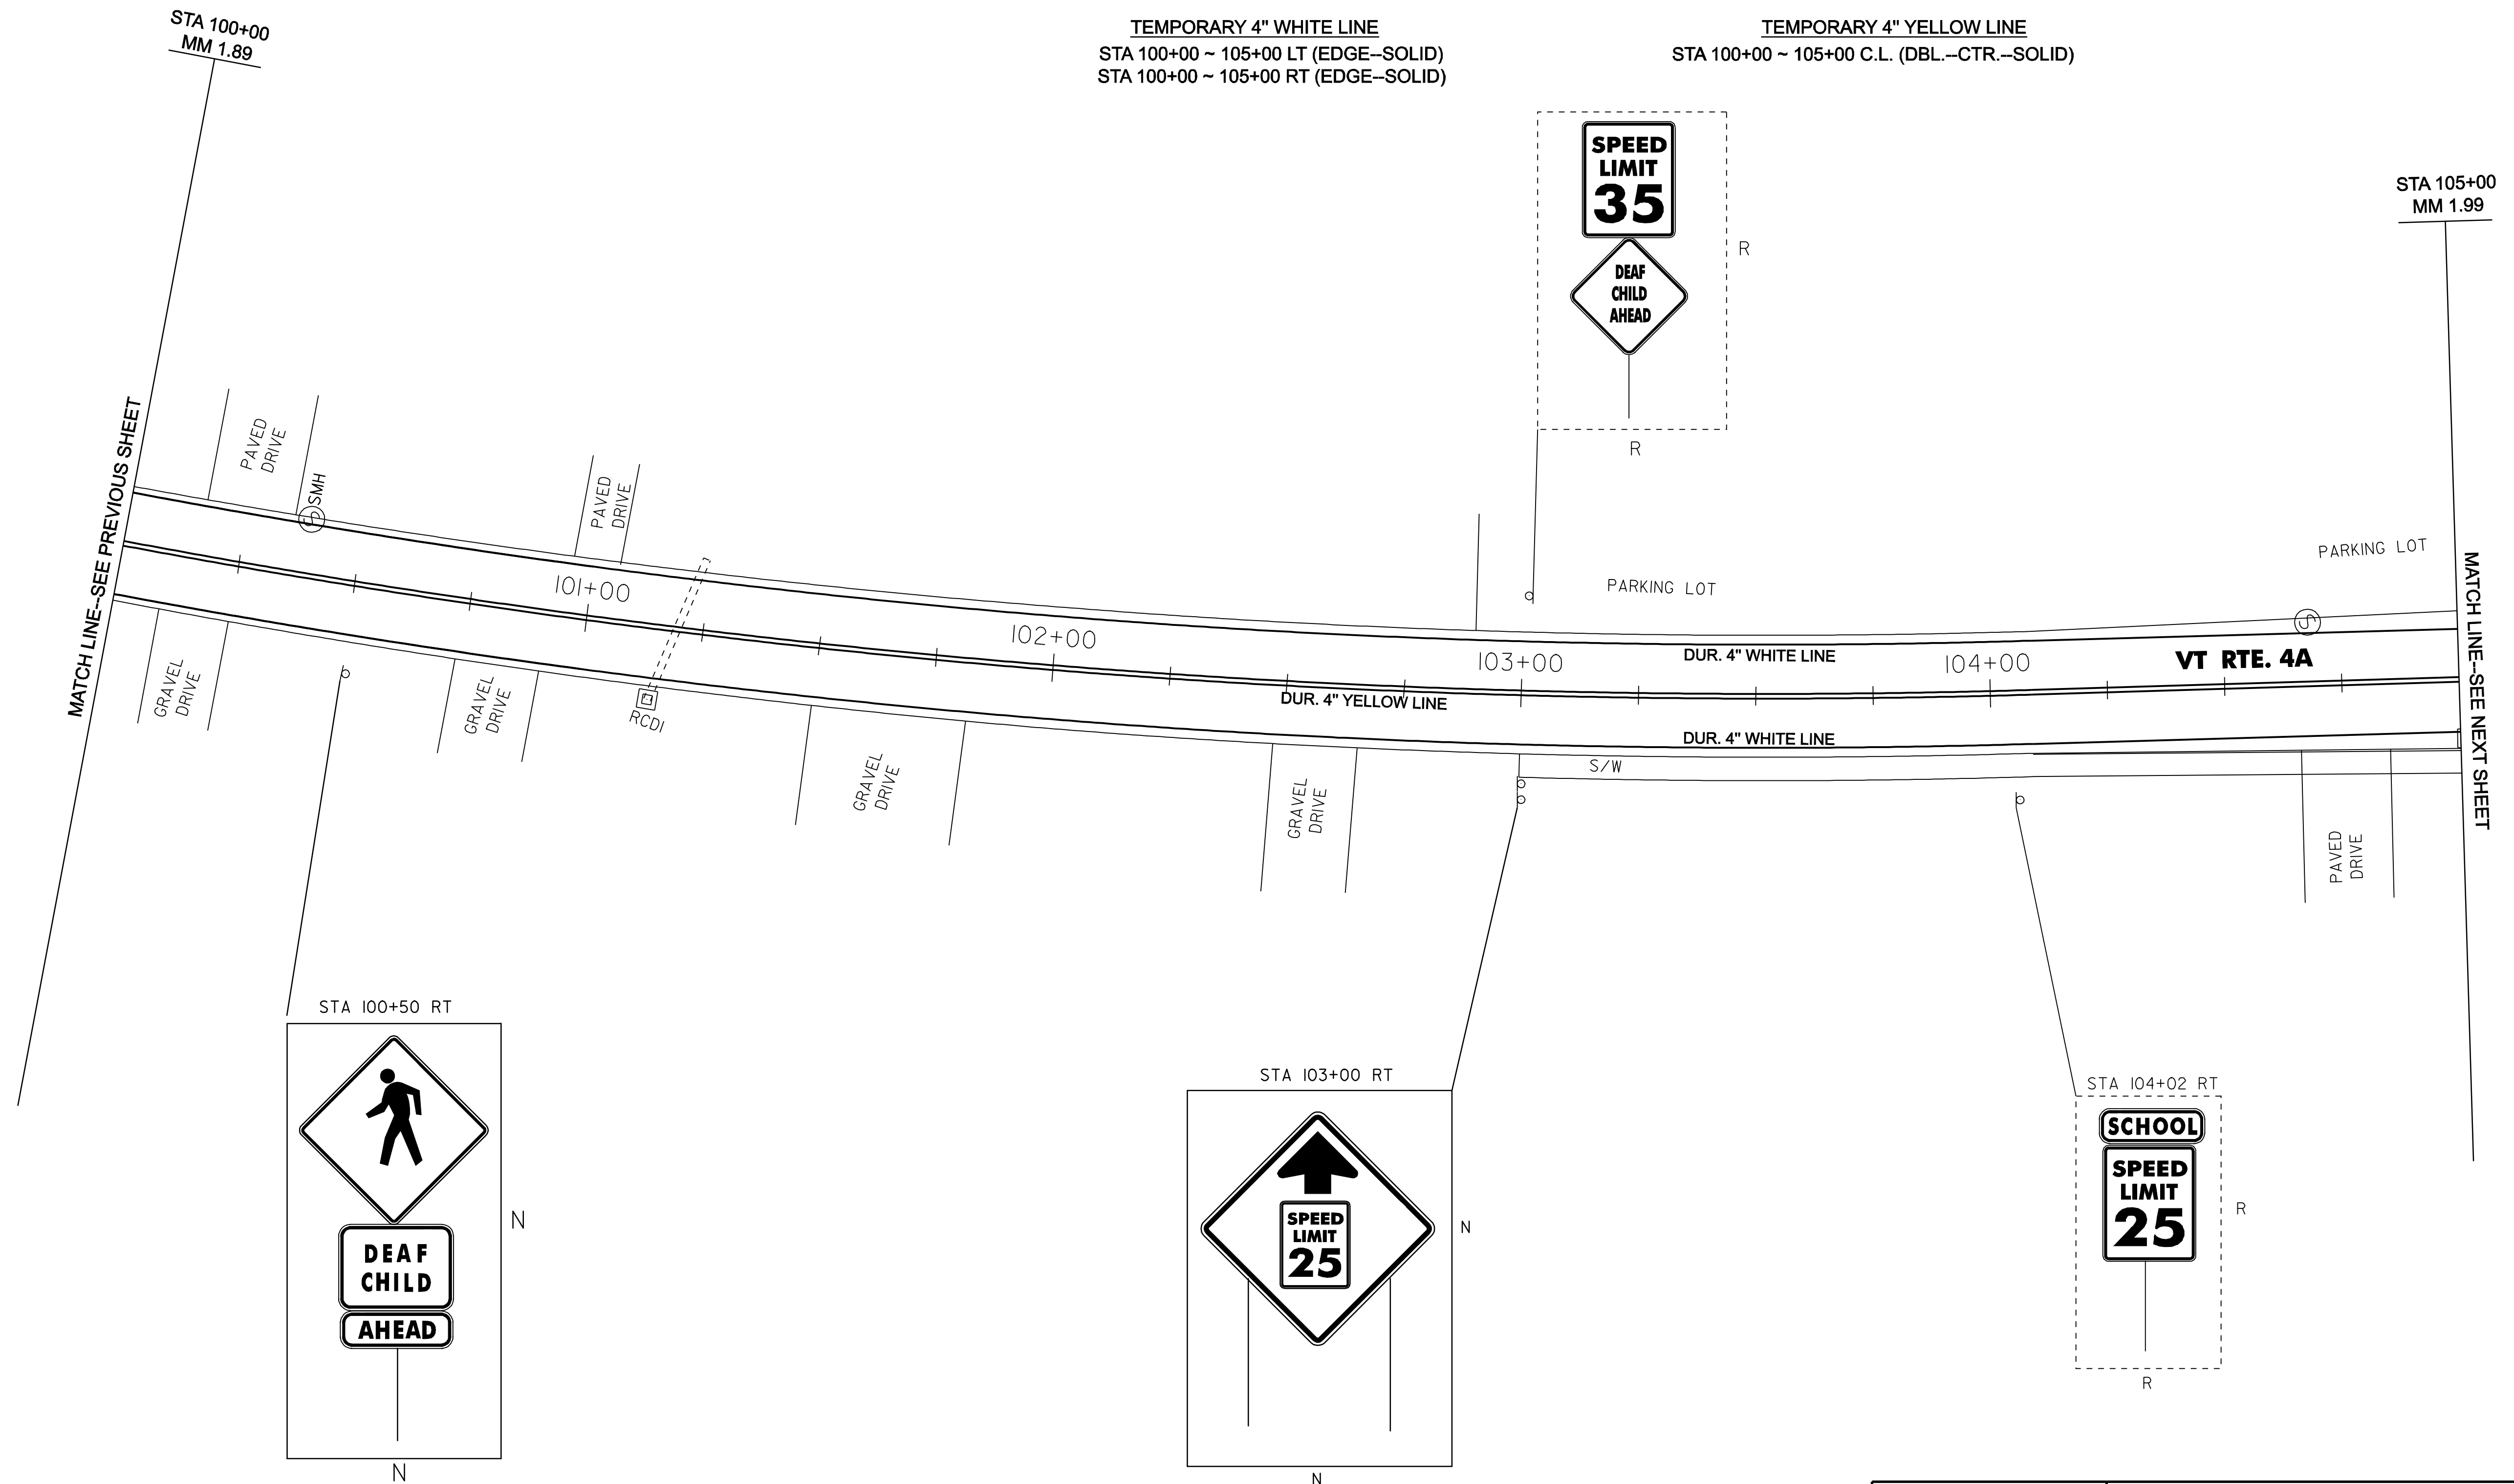 STA 100+00
MM 1.89
TEMPORARY 4" WHITE LINE
STA 100+00 ~ 105+00 LT (EDGE--SOLID)
STA 100+00 ~ 105+00 RT (EDGE--SOLID)
TEMPORARY 4" YELLOW LINE
STA 100+00 ~ 105+00 C.L. (DBL.--CTR.--SOLID)
SPEED
LIMIT
35
DEAF
CHILD
AHEAD
R
R
STA 105+00
MM 1.99
MATCH LINE--SEE PREVIOUS SHEET
PAVED
DRIVE
S
SMH
PAVED
DRIVE
PARKING LOT
PARKING LOT
S
101+00
102+00
103+00
DUR. 4" WHITE LINE
104+00
VT RTE. 4A
DUR. 4" YELLOW LINE
DUR. 4" WHITE LINE
MATCH LINE--SEE NEXT SHEET
GRAVEL
DRIVE
GRAVEL
DRIVE
RCDI
GRAVEL
DRIVE
GRAVEL
DRIVE
S/W
PAVED
DRIVE
STA 100+50 RT
DEAF
CHILD
AHEAD
N
N
STA 103+00 RT
SPEED
LIMIT
25
N
N
STA 104+02 RT
SCHOOL
SPEED
LIMIT
25
R
R